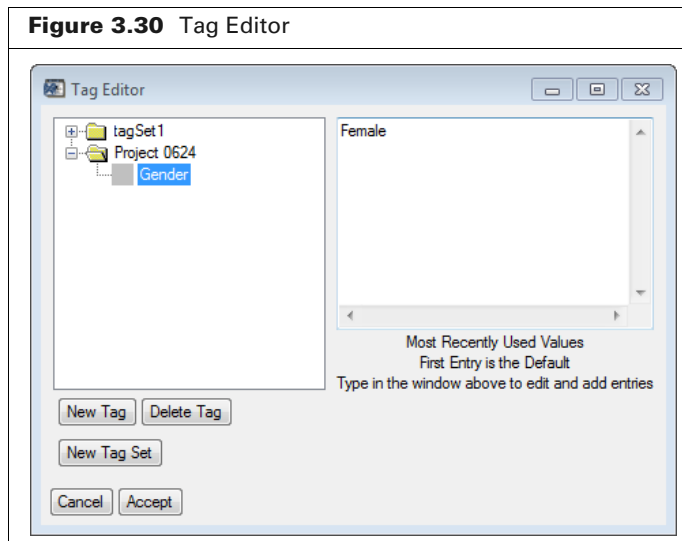 Figure 3.30 Tag Editor
Tag Editor
tagSet1
Project 0624
Gender
Female
Most Recently Used Values
First Entry is the Default
Type in the window above to edit and add entries
New Tag Delete Tag
New Tag Set
Cancel Accept